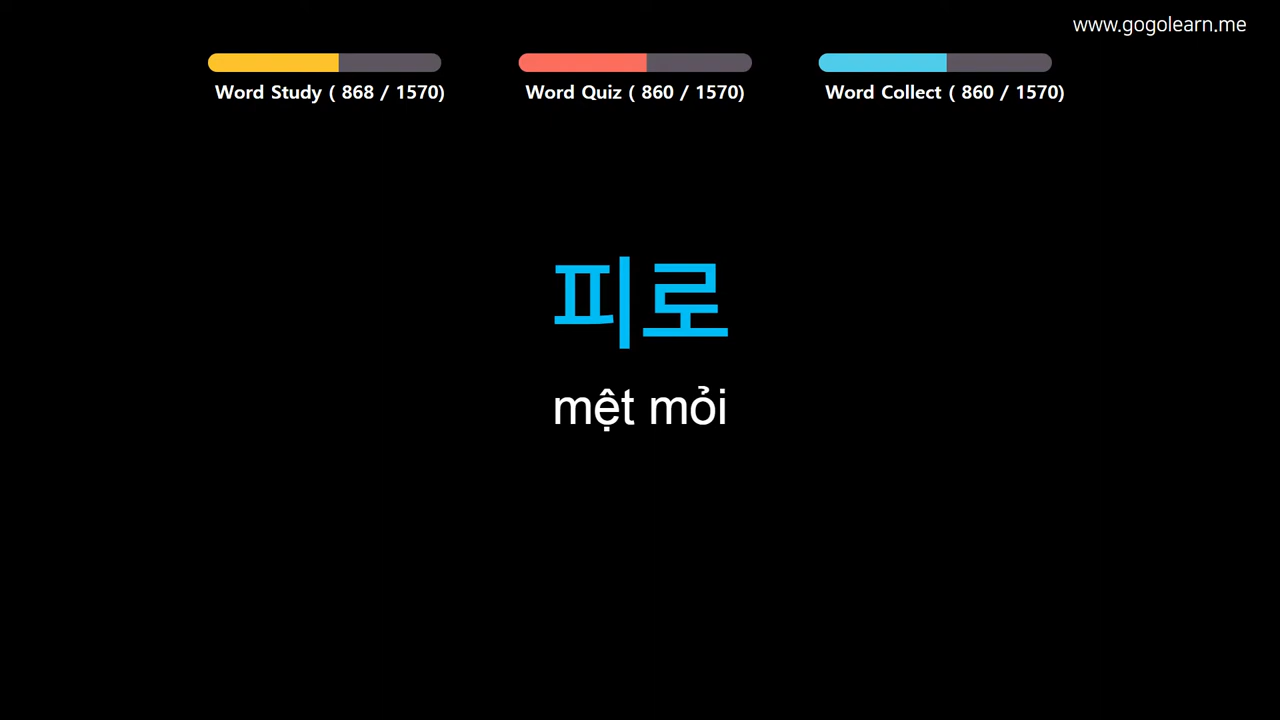 www.gogolearn.me
Word Study ( 868 / 1570)
Word Quiz ( 860 / 1570)
Word Collect ( 860 / 1570)
피로
mệt mỏi